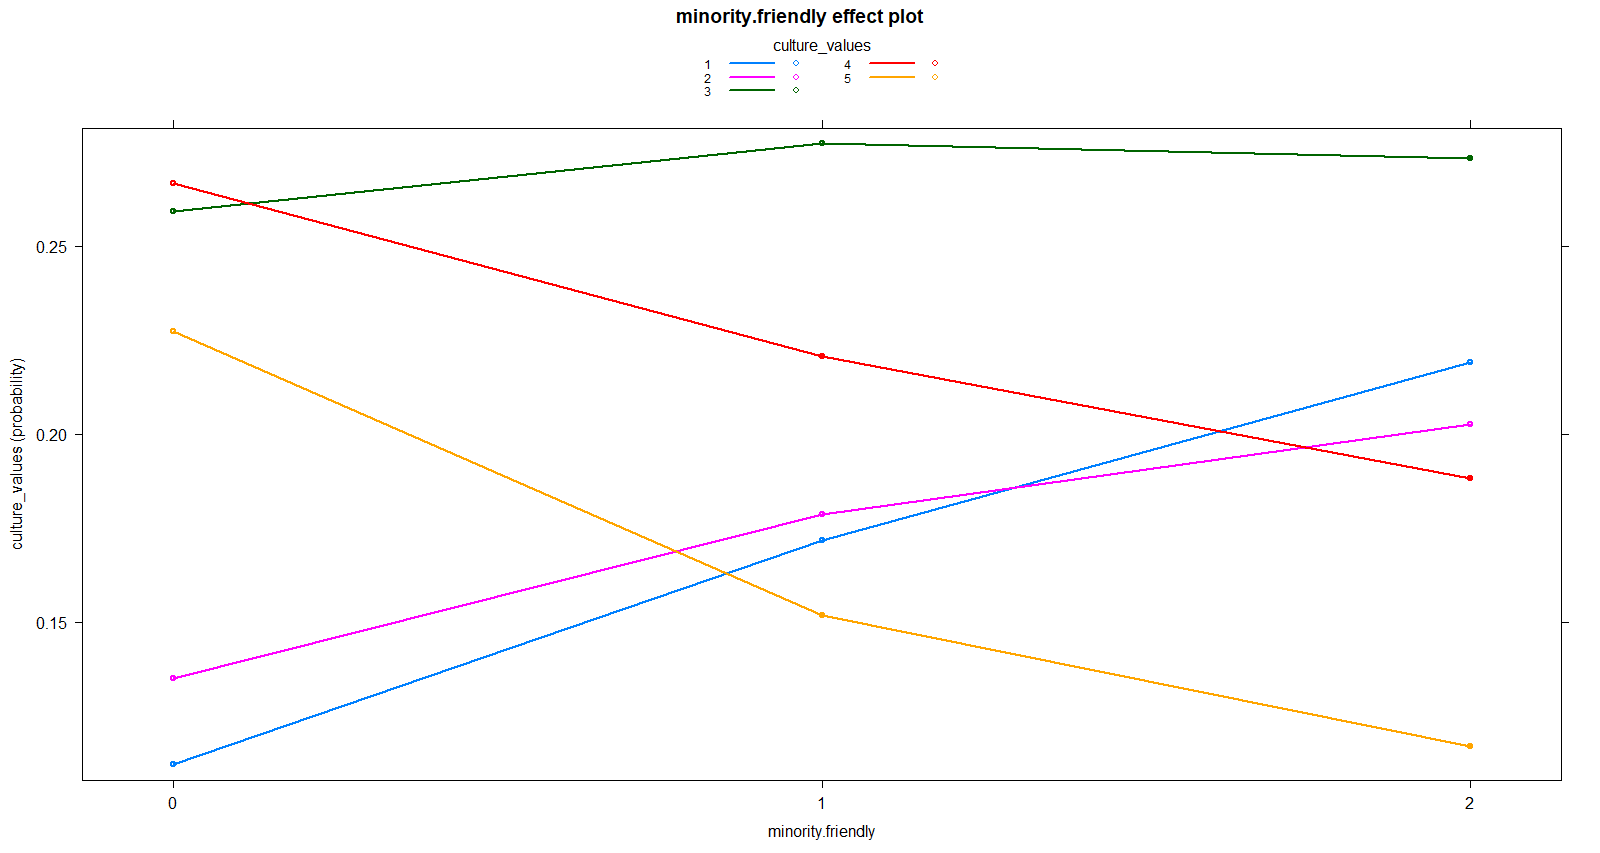 minority.friendly effect plot
culture_values
1 4
2 5
3
culture_values (probability)
0.25
0.20
0.15
0 1 2
minority.friendly